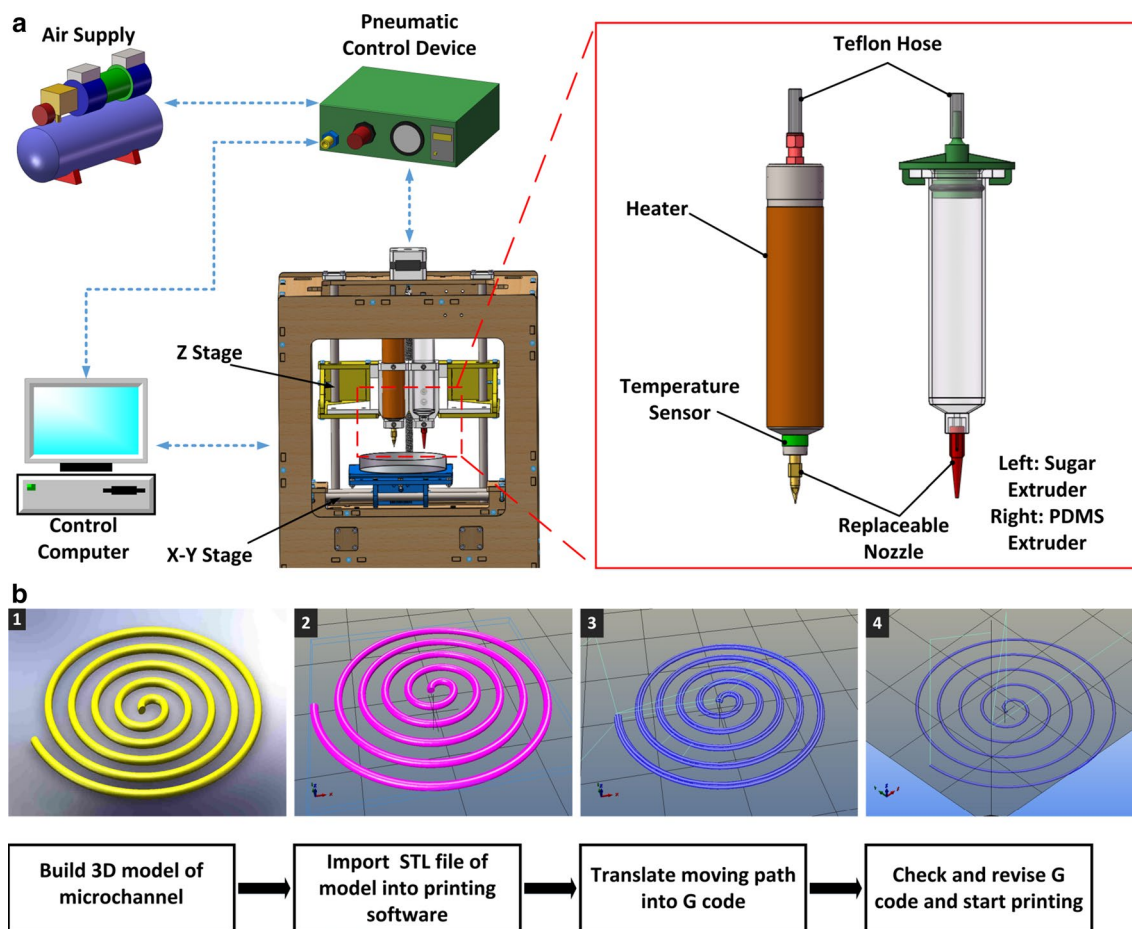 a
Air Supply
Pneumatic
Control Device
Teflon Hose
Heater
Z Stage
Temperature
Sensor
Left: Sugar
Extruder
Right: PDMS
Extruder
Control
Computer
X-Y Stage
Replaceable
Nozzle
b
1
2
3
4
Build 3D model of
microchannel
Import STL file of
model into printing
software
Translate moving path
into G code
Check and revise G
code and start printing